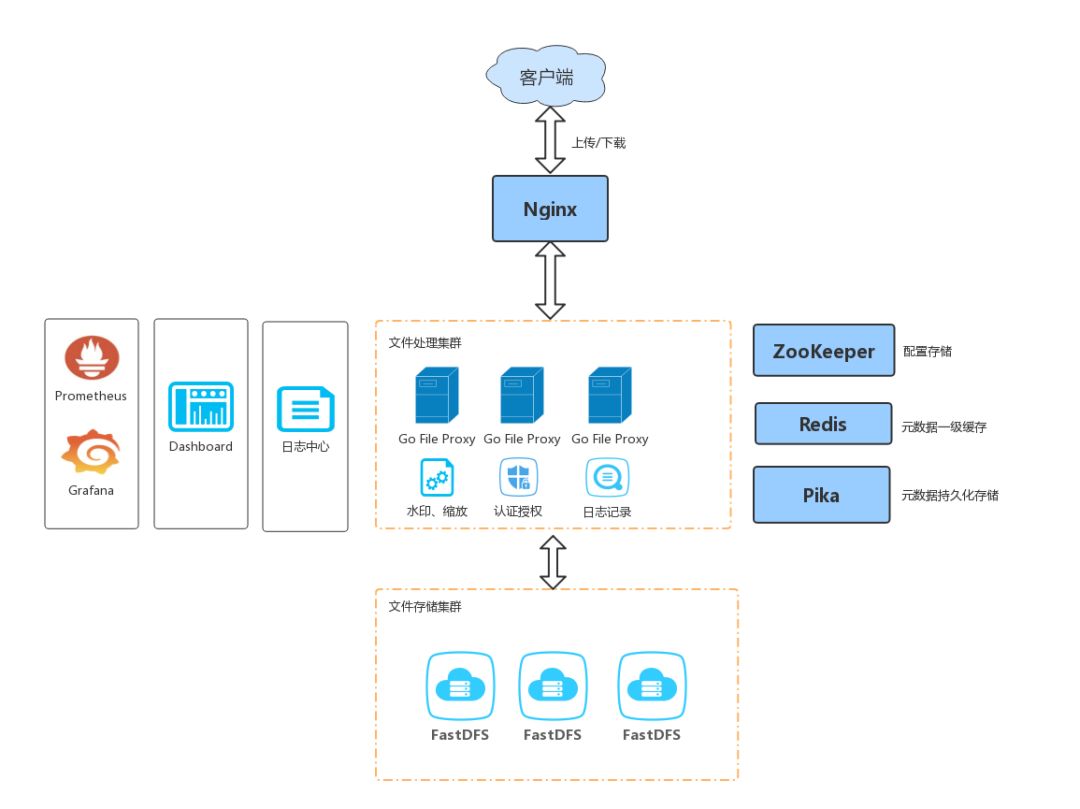 客户端
上传/下载
Nginx
Prometheus
Grafana
Dashboard
日志中心
文件处理集群
Go File Proxy
Go File Proxy
Go File Proxy
水印、缩放
认证授权
日志记录
ZooKeeper
配置存储
Redis
元数据一级缓存
Pika
元数据持久化存储
文件存储集群
FastDFS
FastDFS
FastDFS